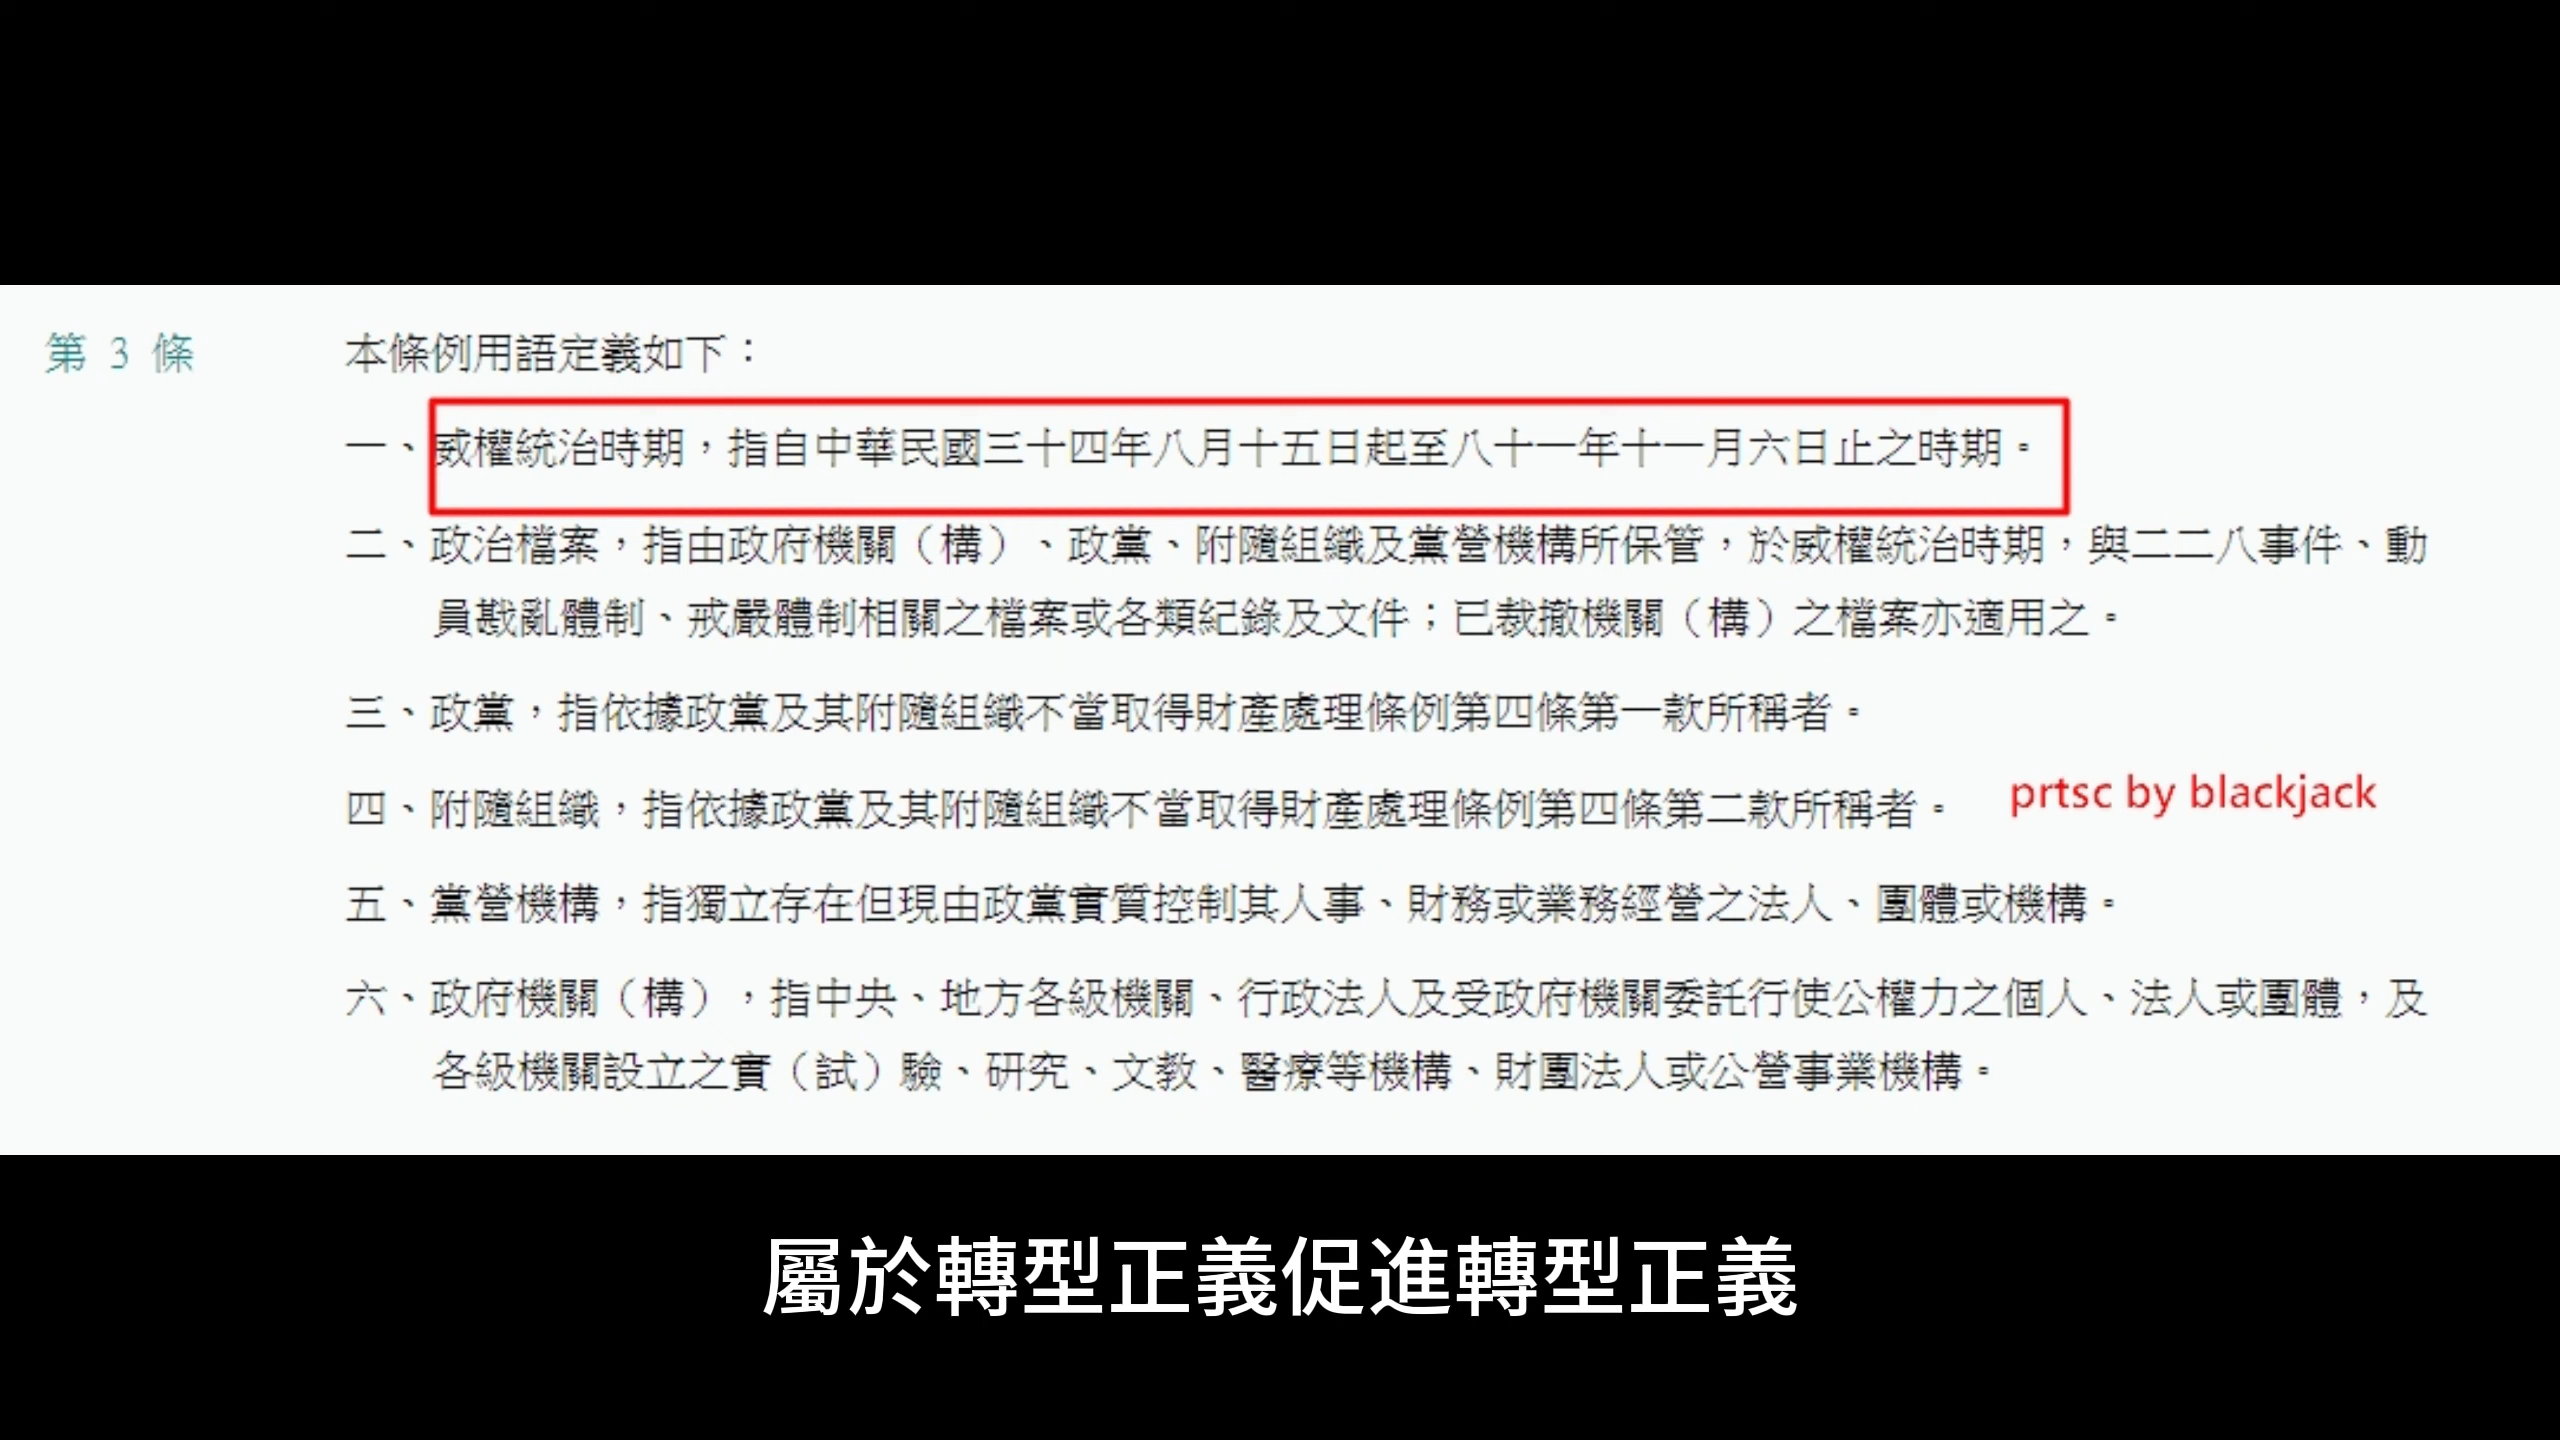 第 3 條
本條例用語定義如下：
一、威權統治時期，指自中華民國三十四年八月十五日起至八十一年十一月六日止之時期。
二、政治檔案，指由政府機關（構）、政黨、附隨組織及黨營機構所保管，於威權統治時期，與二二八事件、動
員戡亂體制、戒嚴體制相關之檔案或各類紀錄及文件；已裁撤機關（構）之檔案亦適用之。
三、政黨，指依據政黨及其附隨組織不當取得財產處理條例第四條第一款所稱者。
四、附隨組織，指依據政黨及其附隨組織不當取得財產處理條例第四條第二款所稱者。
prtsc by blackjack
五、黨營機構，指獨立存在但現由政黨實質控制其人事、財務或業務經營之法人、團體或機構。
六、政府機關（構），指中央、地方各級機關、行政法人及受政府機關委託行使公權力之個人、法人或團體，及
各級機關設立之實（試）驗、研究、文教、醫療等機構、財團法人或公營事業機構。
屬於轉型正義促進轉型正義